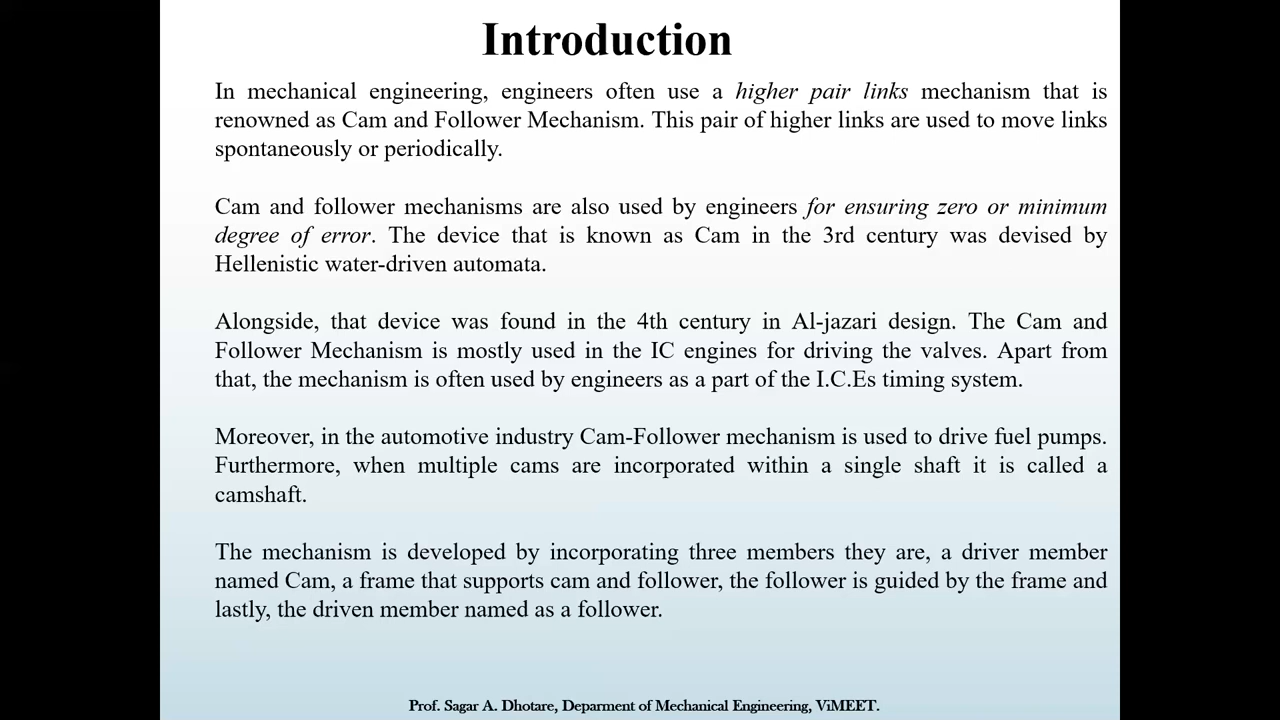 Introduction
In mechanical engineering, engineers often use a higher pair links mechanism that is
renowned as Cam and Follower Mechanism. This pair of higher links are used to move links
spontaneously or periodically.
Cam and follower mechanisms are also used by engineers for ensuring zero or minimum
degree of error. The device that is known as Cam in the 3rd century was devised by
Hellenistic water-driven automata.
Alongside, that device was found in the 4th century in Al-jazari design. The Cam and
Follower Mechanism is mostly used in the IC engines for driving the valves. Apart from
that, the mechanism is often used by engineers as a part of the I.C.Es timing system.
Moreover, in the automotive industry Cam-Follower mechanism is used to drive fuel pumps.
Furthermore, when multiple cams are incorporated within a single shaft it is called a
camshaft.
The mechanism is developed by incorporating three members they are, a driver member
named Cam, a frame that supports cam and follower, the follower is guided by the frame and
lastly, the driven member named as a follower.
Prof. Sagar A. Dhotare, Deparment of Mechanical Engineering, ViMEET.